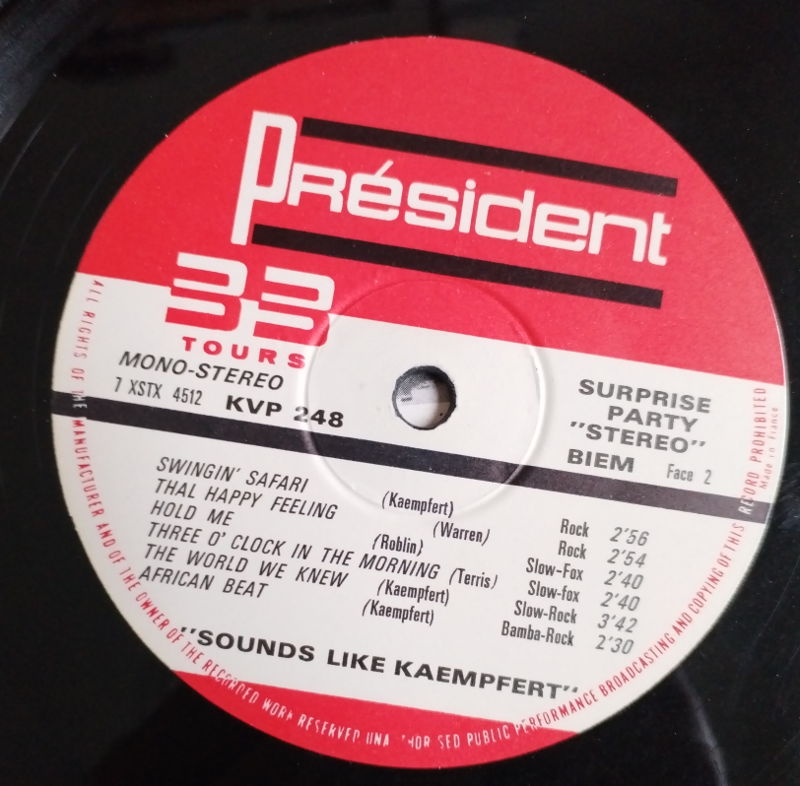 Président
33
TOURS
MONO-STEREO
1 XSTX 4512 KVP 248
SURPRISE
PARTY
"STEREO"
BIEM Face 2
SWINGIN' SAFARI (Kaempfert) Rock 2'56
THAL HAPPY FEELING (Warren) Rock 2'54
HOLD ME (Roblin) Slow-Fox 2'40
THREE O' CLOCK IN THE MORNING (Terris) Slow-fox 2'40
THE WORLD WE KNEW (Kaempfert) Slow-Rock 3'42
AFRICAN BEAT (Kaempfert) Bamba-Rock 2'30
"SOUNDS LIKE KAEMPFERT"
ALL RIGHTS OF THE MANUFACTURER AND OF THE OWNER OF THE RECORDED WORK RESERVED UNA HOR SED PUBLIC PERFORMANCE BROADCASTING AND COPYING OF THIS RECORD PROHIBITED
Made in France